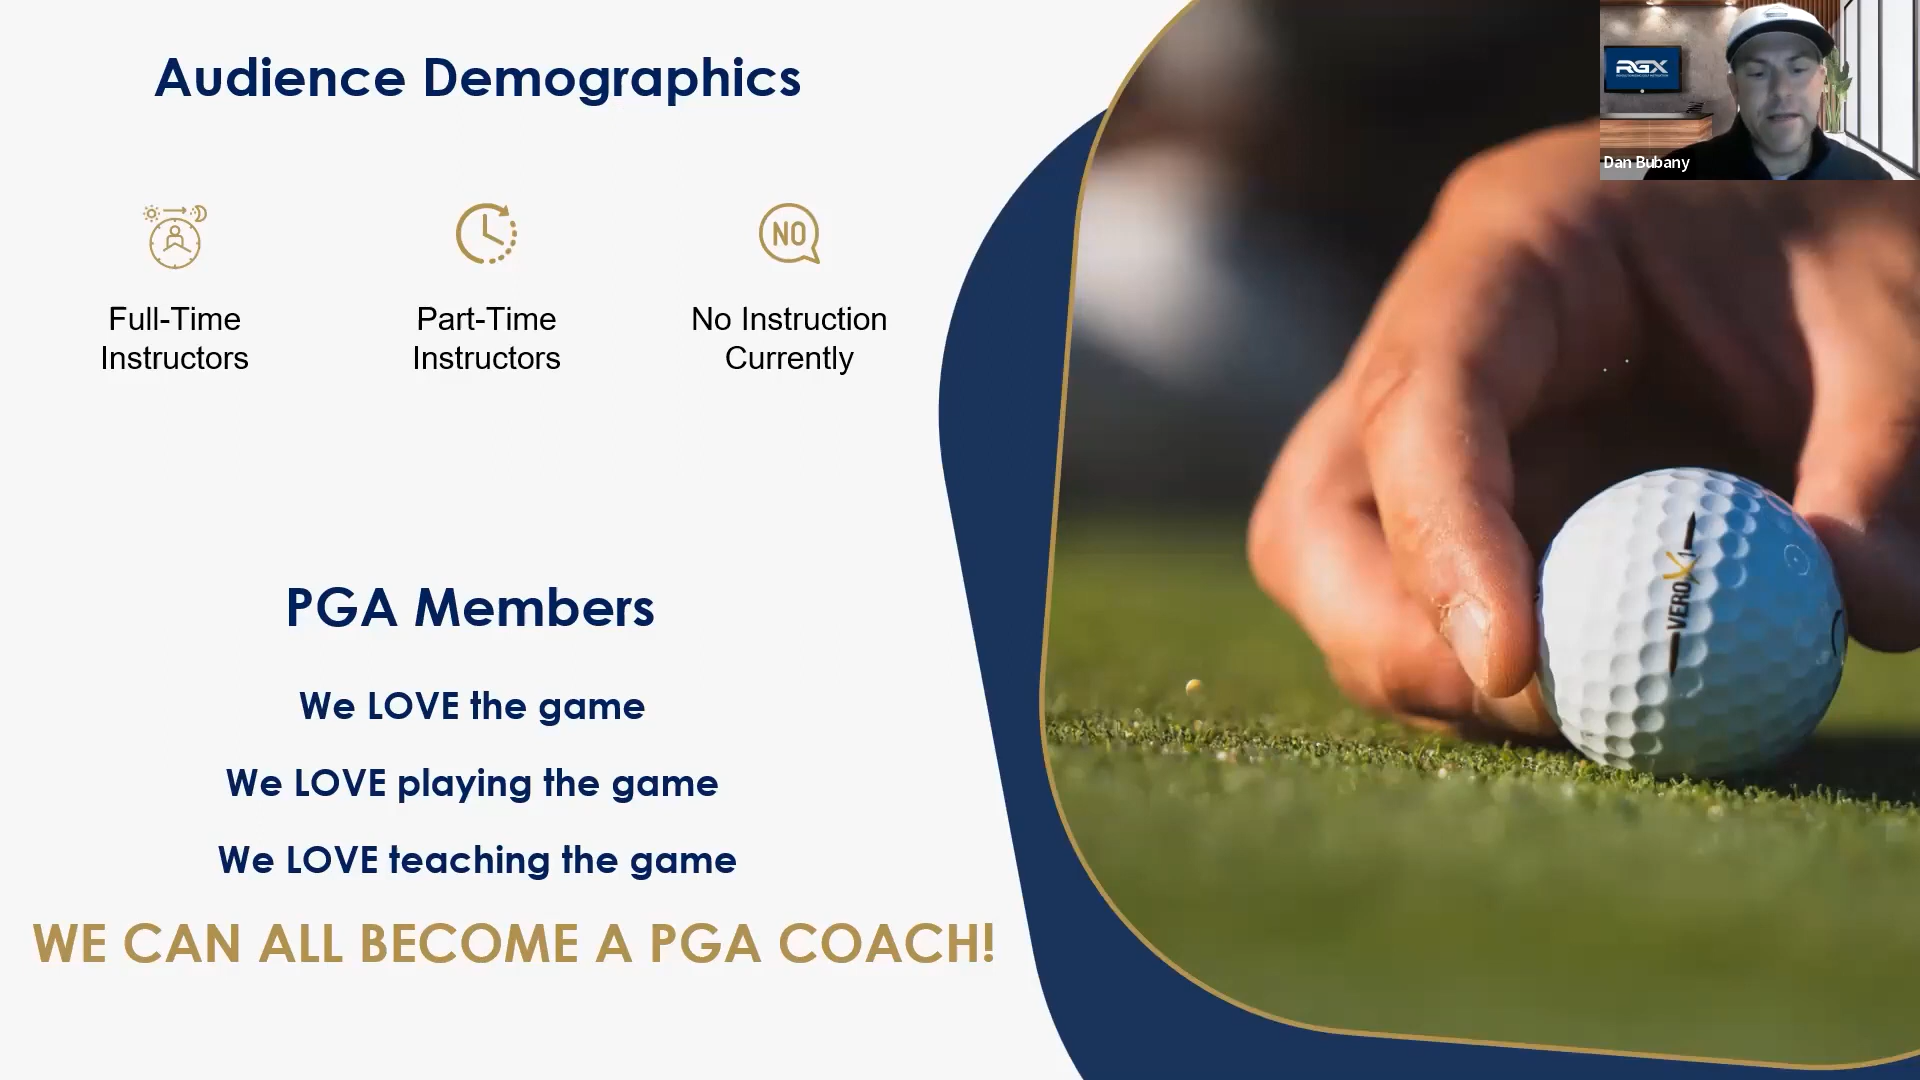 Audience Demographics
NO
Full-Time
Instructors
Part-Time
Instructors
No Instruction
Currently
PGA Members
We LOVE the game
We LOVE playing the game
We LOVE teaching the game
WE CAN ALL BECOME A PGA COACH!
RGX
Dan Bubany
VERO X1